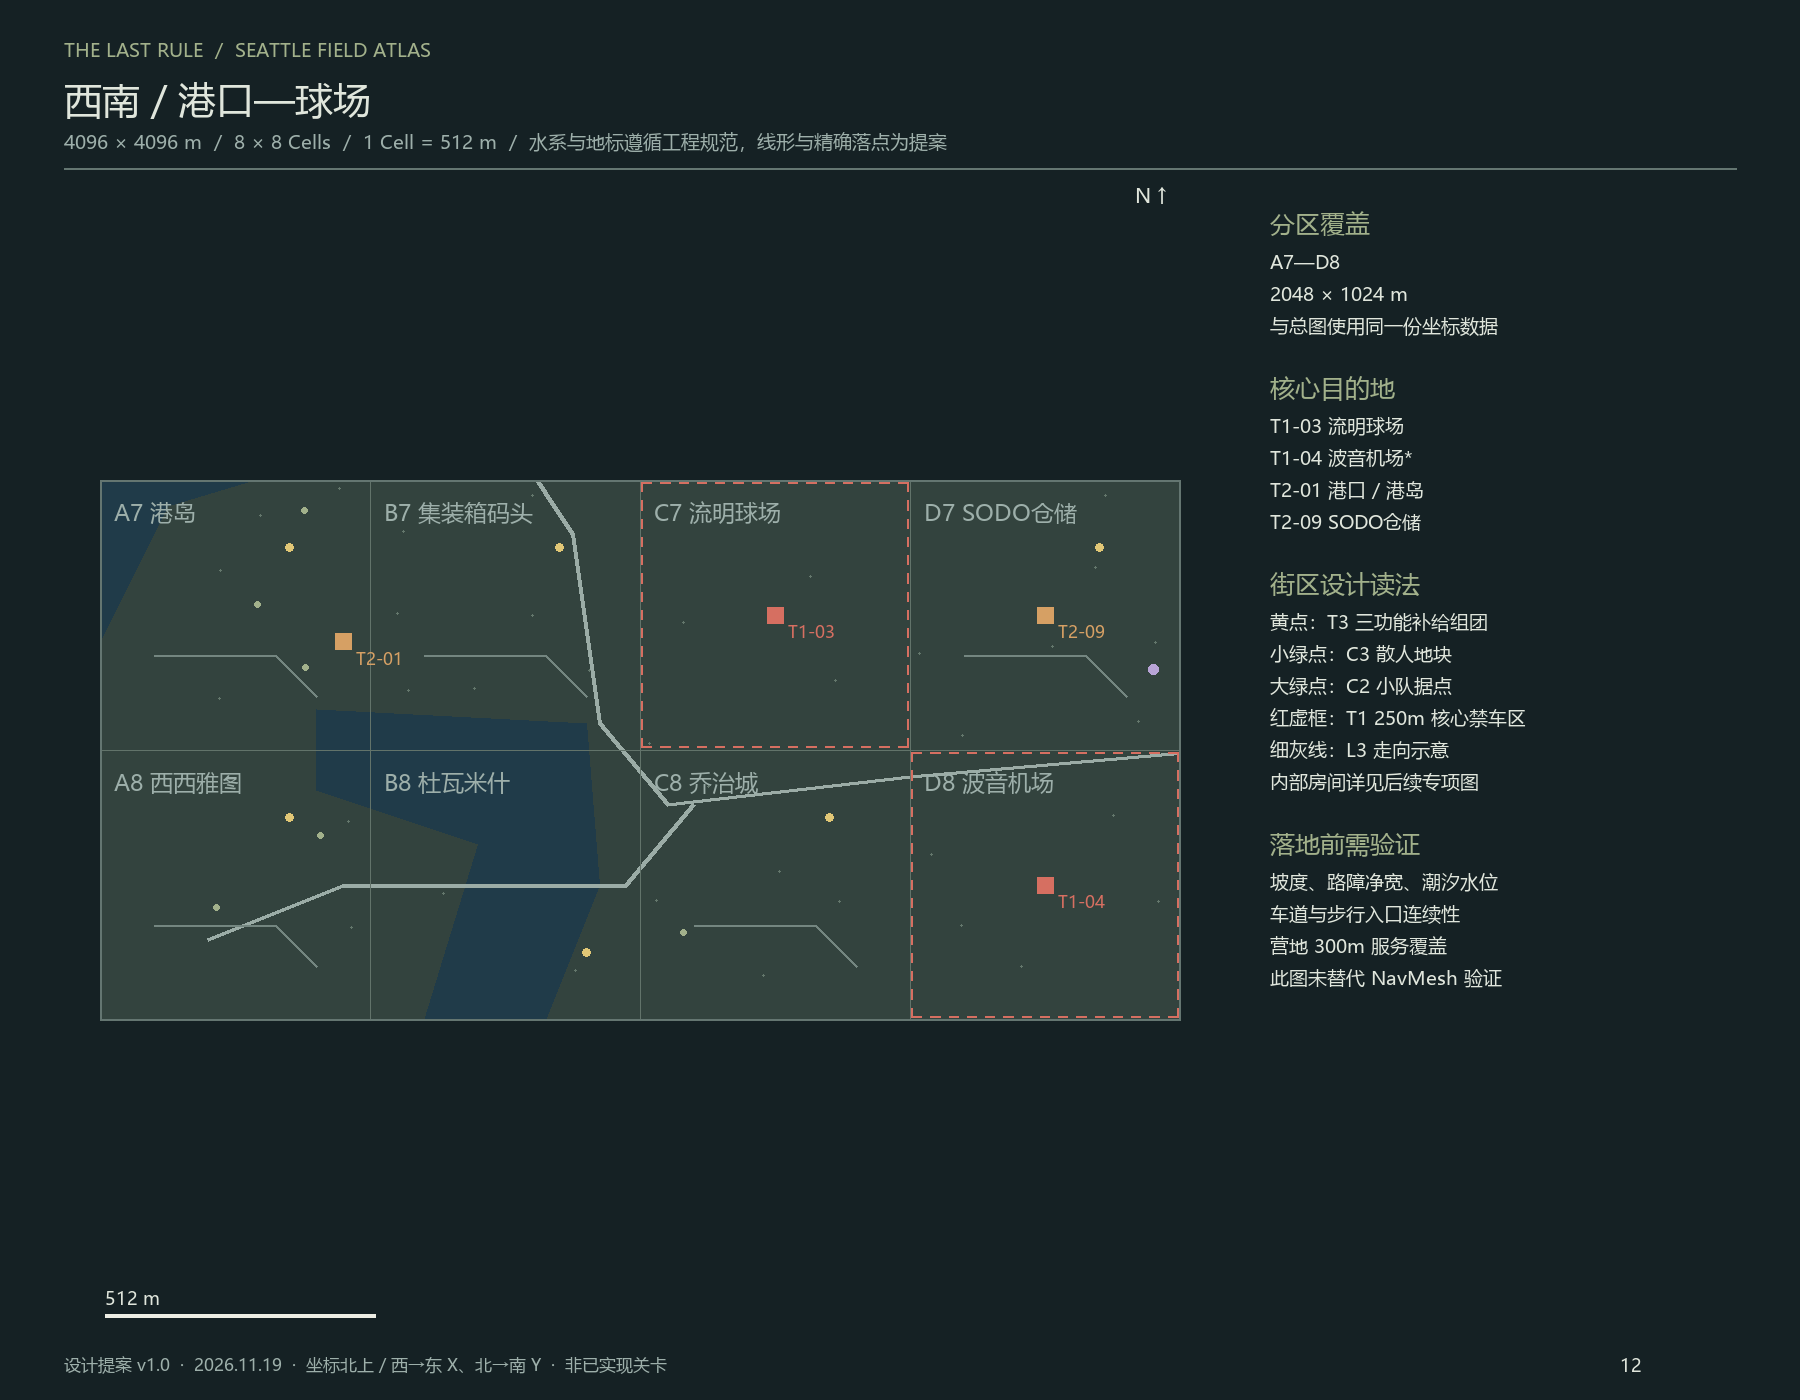 THE LAST RULE / SEATTLE FIELD ATLAS
西南 / 港口—球场
4096 × 4096 m / 8 × 8 Cells / 1 Cell = 512 m / 水系与地标遵循工程规范，线形与精确落点为提案
N ↑
A7 港岛
B7 集装箱码头
C7 流明球场
D7 SODO仓储
T2-01
T1-03
T2-09
A8 西西雅图
B8 杜瓦米什
C8 乔治城
D8 波音机场
T1-04
分区覆盖
A7—D8
2048 × 1024 m
与总图使用同一份坐标数据
核心目的地
T1-03 流明球场
T1-04 波音机场*
T2-01 港口 / 港岛
T2-09 SODO仓储
街区设计读法
黄点：T3 三功能补给组团
小绿点：C3 散人地块
大绿点：C2 小队据点
红虚框：T1 250m 核心禁车区
细灰线：L3 走向示意
内部房间详见后续专项图
落地前需验证
坡度、路障净宽、潮汐水位
车道与步行入口连续性
营地 300m 服务覆盖
此图未替代 NavMesh 验证
512 m
设计提案 v1.0 · 2026.11.19 · 坐标北上 / 西→东 X、北→南 Y · 非已实现关卡
12